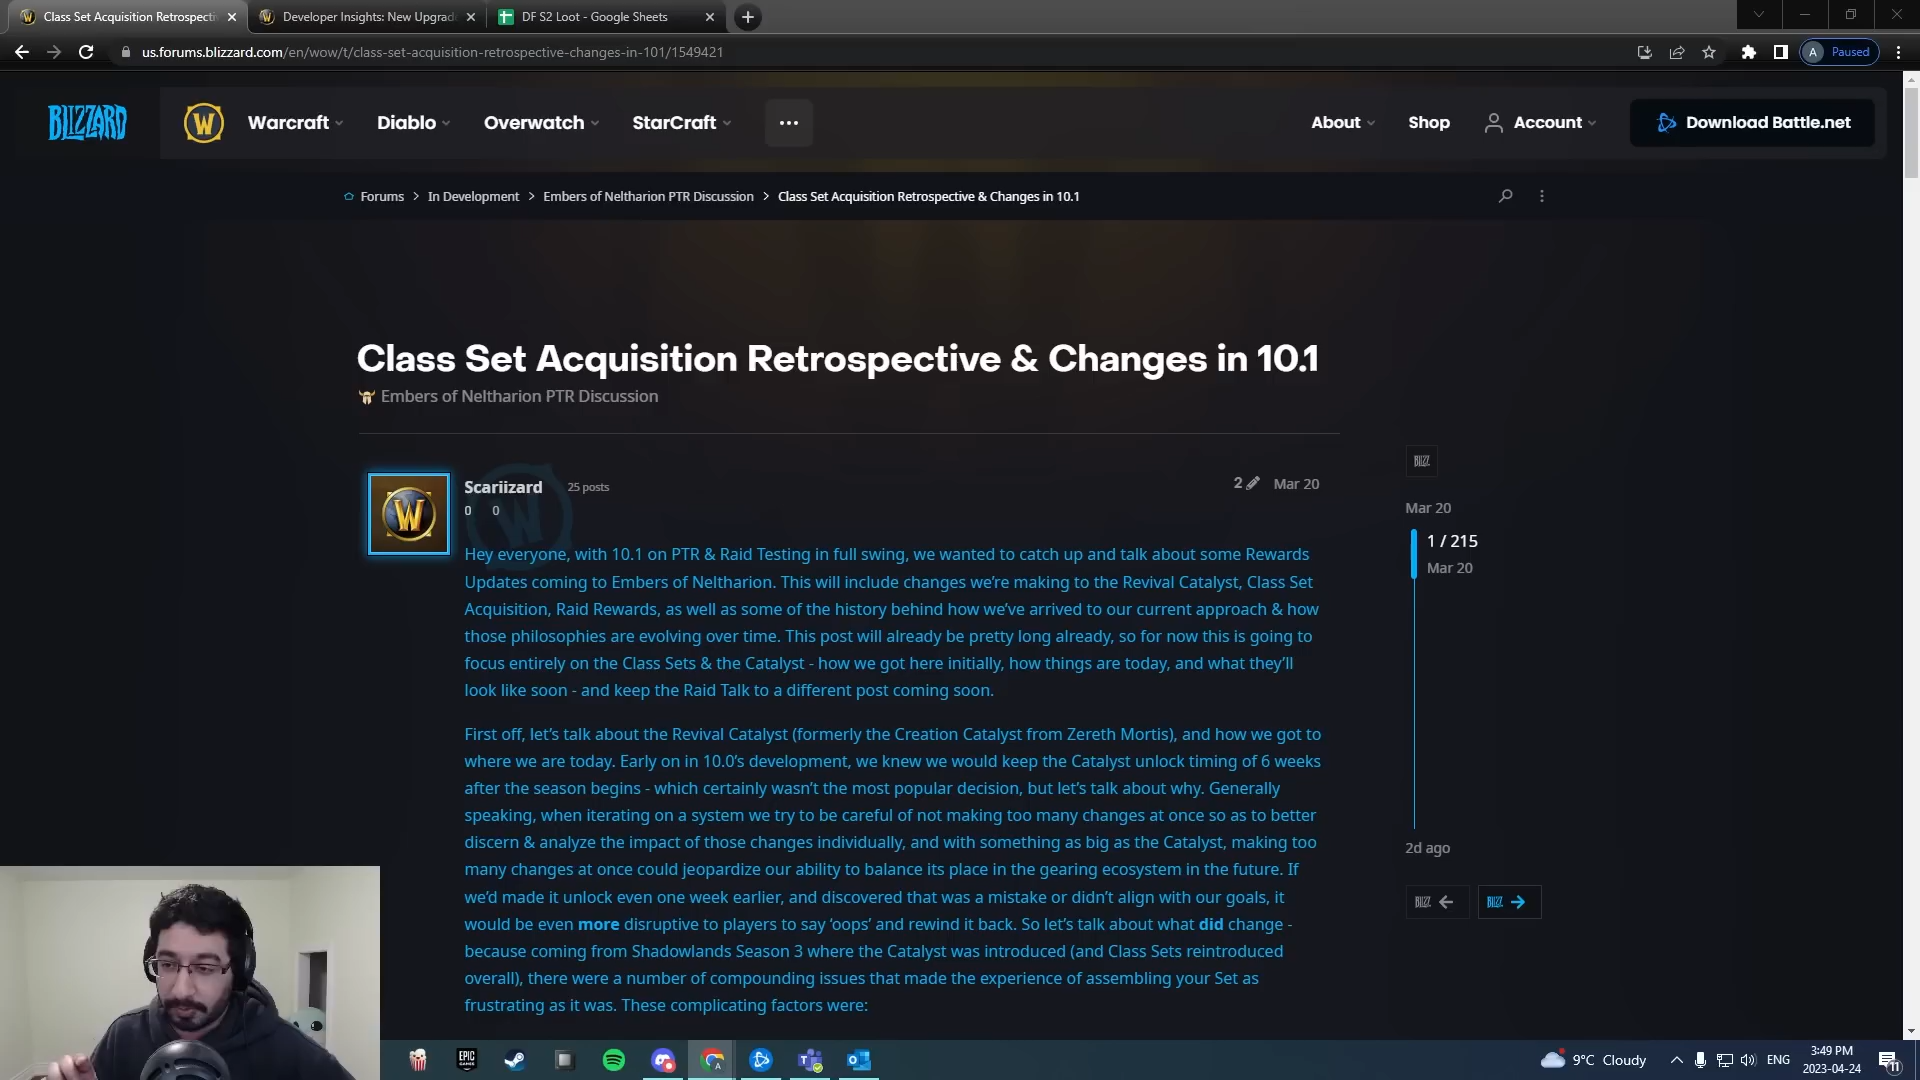 Class Set Acquisition Retrospecti
Developer Insights: New Upgrade
DF S2 Loot - Google Sheets
us.forums.blizzard.com/en/wow/t/class-set-acquisition-retrospective-changes-in-101/1549421
A Paused
BLIZZARD
W
Warcraft
Diablo
Overwatch
StarCraft
About
Shop
Account
Download Battle.net
Forums > In Development > Embers of Neltharion PTR Discussion > Class Set Acquisition Retrospective & Changes in 10.1
Class Set Acquisition Retrospective & Changes in 10.1
Embers of Neltharion PTR Discussion
Scariizard 25 posts
2 Mar 20
0 0
W
Hey everyone, with 10.1 on PTR & Raid Testing in full swing, we wanted to catch up and talk about some Rewards
Updates coming to Embers of Neltharion. This will include changes we’re making to the Revival Catalyst, Class Set
Acquisition, Raid Rewards, as well as some of the history behind how we’ve arrived to our current approach & how
those philosophies are evolving over time. This post will already be pretty long already, so for now this is going to
focus entirely on the Class Sets & the Catalyst - how we got here initially, how things are today, and what they’ll
look like soon - and keep the Raid Talk to a different post coming soon.
First off, let’s talk about the Revival Catalyst (formerly the Creation Catalyst from Zereth Mortis), and how we got to
where we are today. Early on in 10.0’s development, we knew we would keep the Catalyst unlock timing of 6 weeks
after the season begins - which certainly wasn’t the most popular decision, but let’s talk about why. Generally
speaking, when iterating on a system we try to be careful of not making too many changes at once so as to better
discern & analyze the impact of those changes individually, and with something as big as the Catalyst, making too
many changes at once could jeopardize our ability to balance its place in the gearing ecosystem in the future. If
we’d made it unlock even one week earlier, and discovered that was a mistake or didn’t align with our goals, it
would be even more disruptive to players to say ‘oops’ and rewind it back. So let’s talk about what did change -
because coming from Shadowlands Season 3 where the Catalyst was introduced (and Class Sets reintroduced
overall), there were a number of compounding issues that made the experience of assembling your Set as
frustrating as it was. These complicating factors were:
BLIZZ
Mar 20
1 / 215
Mar 20
2d ago
BLIZZ
BLIZZ
EPIC GAMES
A
9°C Cloudy
ENG
3:49 PM
2023-04-24
11